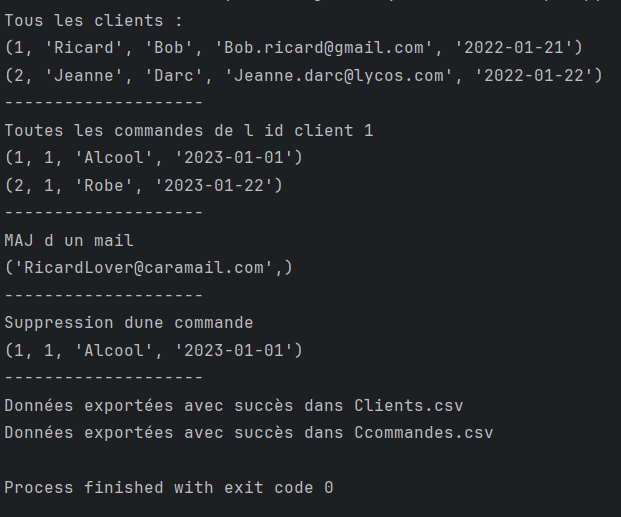 Tous les clients :
(1, 'Ricard', 'Bob', 'Bob.ricard@gmail.com', '2022-01-21')
(2, 'Jeanne', 'Darc', 'Jeanne.darc@lycos.com', '2022-01-22')
--------------------
Toutes les commandes de l id client 1
(1, 1, 'Alcool', '2023-01-01')
(2, 1, 'Robe', '2023-01-22')
--------------------
MAJ d un mail
('RicardLover@caramail.com',)
--------------------
Suppression dune commande
(1, 1, 'Alcool', '2023-01-01')
--------------------
Données exportées avec succès dans Clients.csv
Données exportées avec succès dans Ccommandes.csv
Process finished with exit code 0